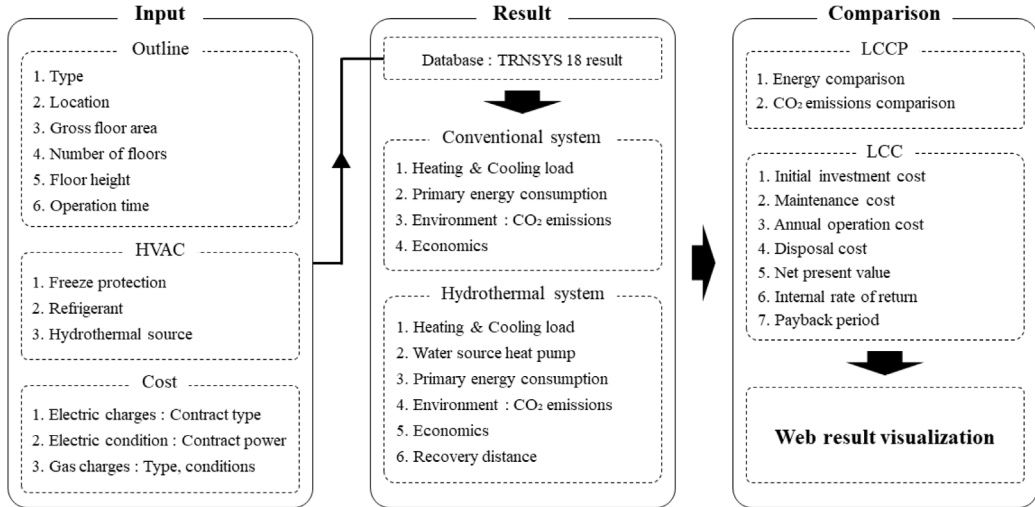 Input
Outline
1. Type
2. Location
3. Gross floor area
4. Number of floors
5. Floor height
6. Operation time
HVAC
1. Freeze protection
2. Refrigerant
3. Hydrothermal source
Cost
1. Electric charges : Contract type
2. Electric condition : Contract power
3. Gas charges : Type, conditions
Result
Database : TRNSYS 18 result
Conventional system
1. Heating & Cooling load
2. Primary energy consumption
3. Environment : CO₂ emissions
4. Economics
Hydrothermal system
1. Heating & Cooling load
2. Water source heat pump
3. Primary energy consumption
4. Environment : CO₂ emissions
5. Economics
6. Recovery distance
Comparison
LCCP
1. Energy comparison
2. CO₂ emissions comparison
LCC
1. Initial investment cost
2. Maintenance cost
3. Annual operation cost
4. Disposal cost
5. Net present value
6. Internal rate of return
7. Payback period
Web result visualization